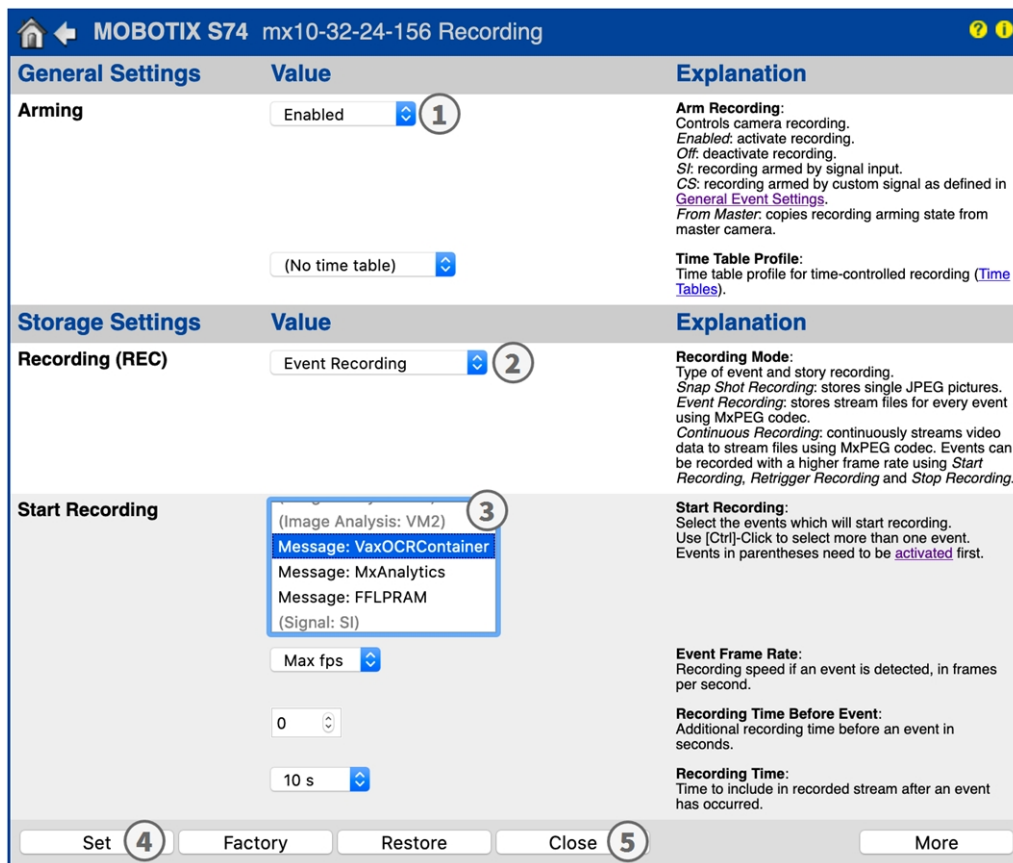 MOBOTIX S74 mx10-32-24-156 Recording ? i
General Settings Value Explanation
Arming
Enabled 1
Arm Recording:
Controls camera recording.
Enabled: activate recording.
Off: deactivate recording.
SI: recording armed by signal input.
CS: recording armed by custom signal as defined in
General Event Settings.
From Master: copies recording arming state from
master camera.
(No time table)
Time Table Profile:
Time table profile for time-controlled recording (Time
Tables).
Storage Settings Value Explanation
Recording (REC)
Event Recording 2
Recording Mode:
Type of event and story recording.
Snap Shot Recording: stores single JPEG pictures.
Event Recording: stores stream files for every event
using MxPEG codec.
Continuous Recording: continuously streams video
data to stream files using MxPEG codec. Events can
be recorded with a higher frame rate using Start
Recording, Retrigger Recording and Stop Recording.
Start Recording
3
(Image Analysis: VM2)
Message: VaxOCRContainer
Message: MxAnalytics
Message: FFLPRAM
(Signal: SI)
Start Recording:
Select the events which will start recording.
Use [Ctrl]-Click to select more than one event.
Events in parentheses need to be activated first.
Max fps
Event Frame Rate:
Recording speed if an event is detected, in frames
per second.
0
Recording Time Before Event:
Additional recording time before an event in
seconds.
10 s
Recording Time:
Time to include in recorded stream after an event
has occurred.
Set 4 Factory Restore Close 5 More